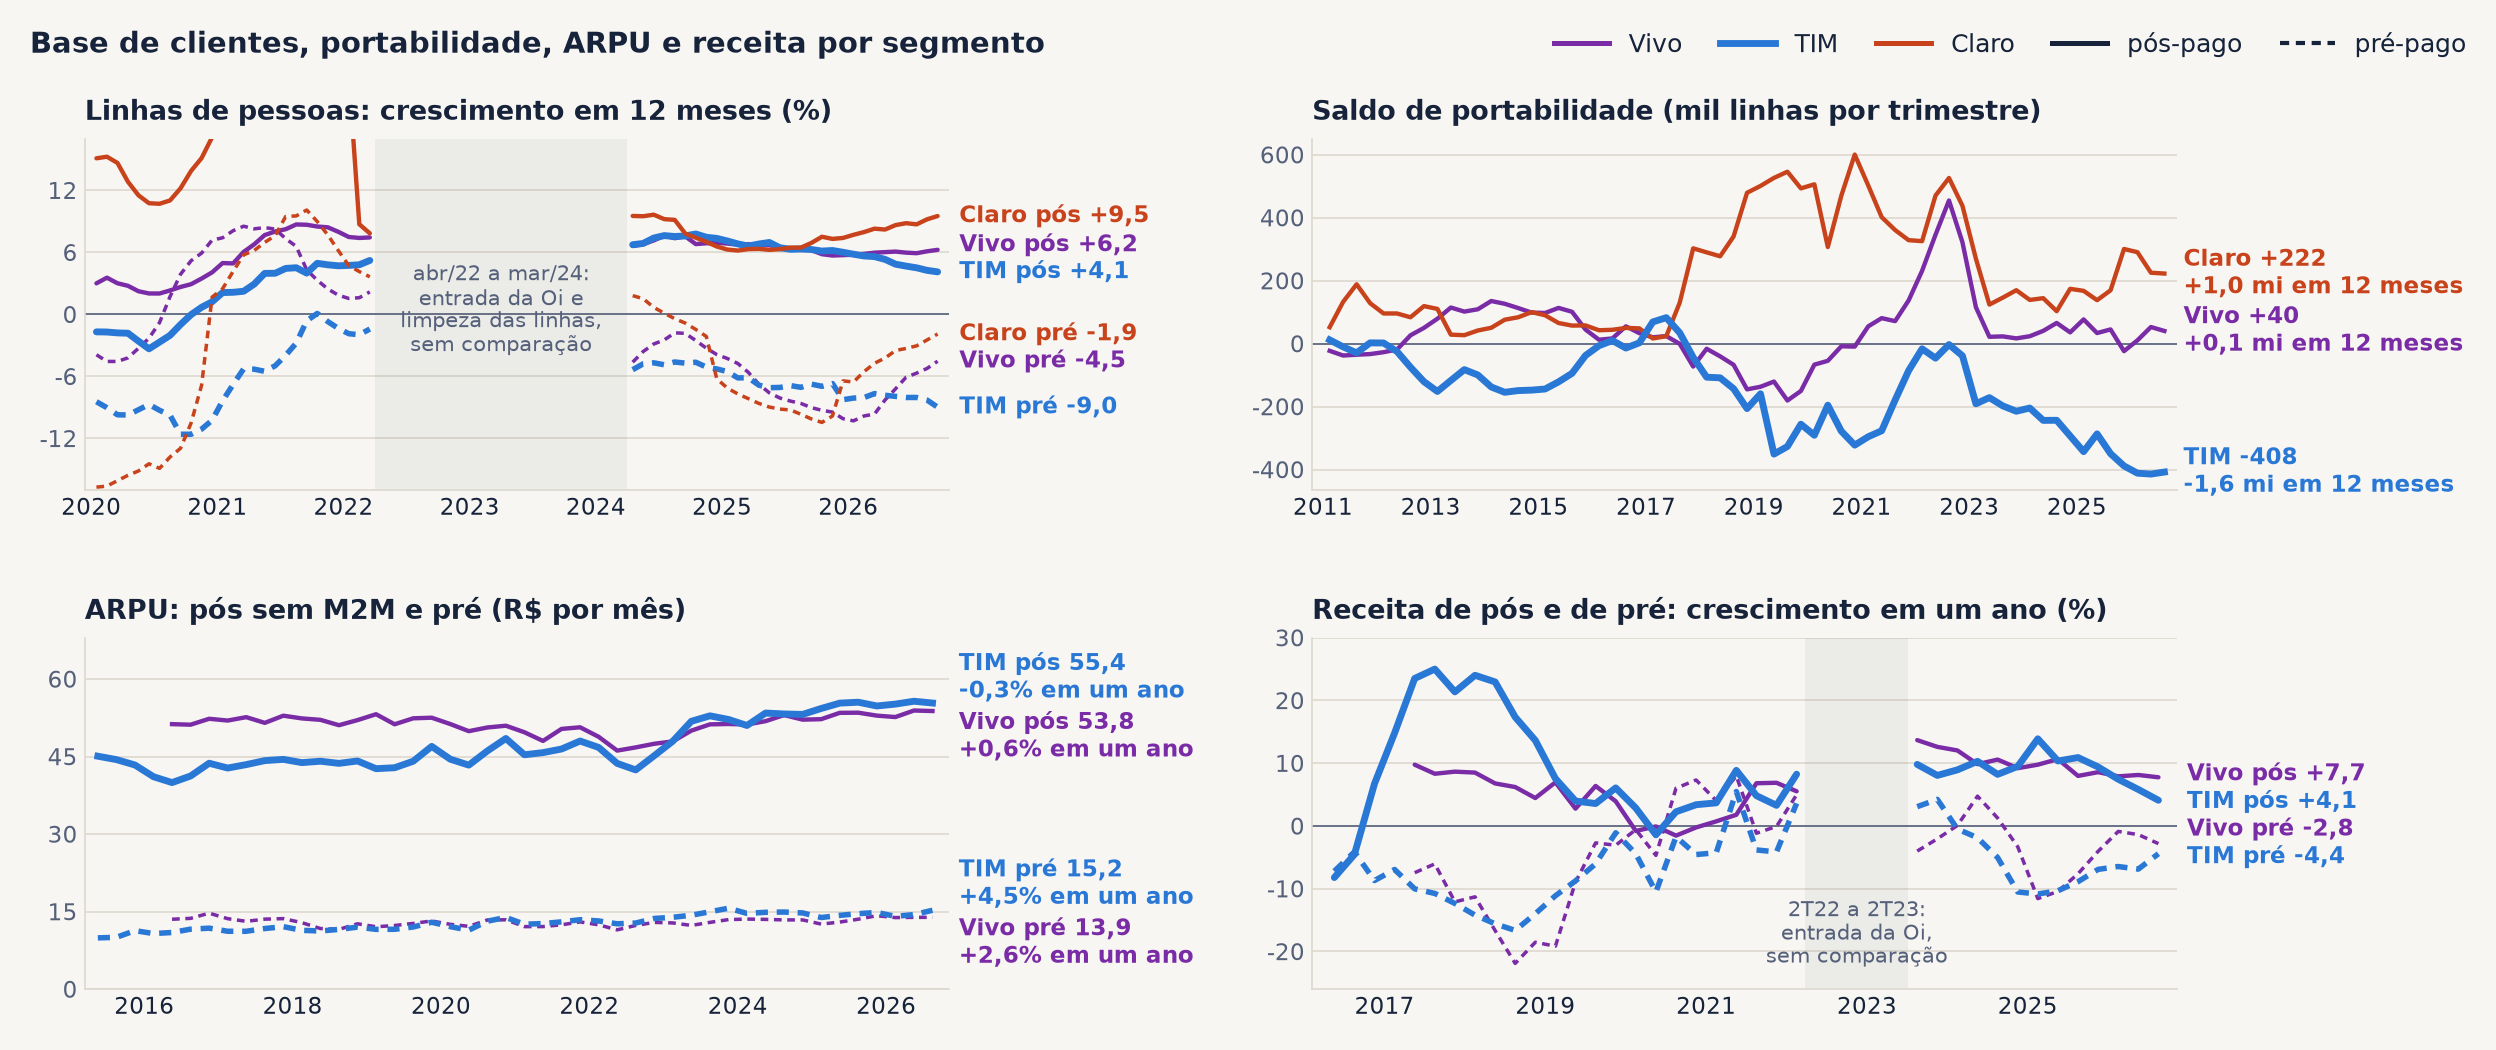 Base de clientes, portabilidade, ARPU e receita por segmento
Vivo
TIM
Claro
pós-pago
pré-pago
Linhas de pessoas: crescimento em 12 meses (%)
12
6
0
-6
-12
abr/22 a mar/24:
entrada da Oi e
limpeza das linhas,
sem comparação
2020
2021
2022
2023
2024
2025
2026
Claro pós +9,5
Vivo pós +6,2
TIM pós +4,1
Claro pré -1,9
Vivo pré -4,5
TIM pré -9,0
Saldo de portabilidade (mil linhas por trimestre)
600
400
200
0
-200
-400
2011
2013
2015
2017
2019
2021
2023
2025
Claro +222
+1,0 mi em 12 meses
Vivo +40
+0,1 mi em 12 meses
TIM -408
-1,6 mi em 12 meses
ARPU: pós sem M2M e pré (R$ por mês)
60
45
30
15
0
2016
2018
2020
2022
2024
2026
TIM pós 55,4
-0,3% em um ano
Vivo pós 53,8
+0,6% em um ano
TIM pré 15,2
+4,5% em um ano
Vivo pré 13,9
+2,6% em um ano
Receita de pós e de pré: crescimento em um ano (%)
30
20
10
0
-10
-20
2T22 a 2T23:
entrada da Oi,
sem comparação
2017
2019
2021
2023
2025
Vivo pós +7,7
TIM pós +4,1
Vivo pré -2,8
TIM pré -4,4